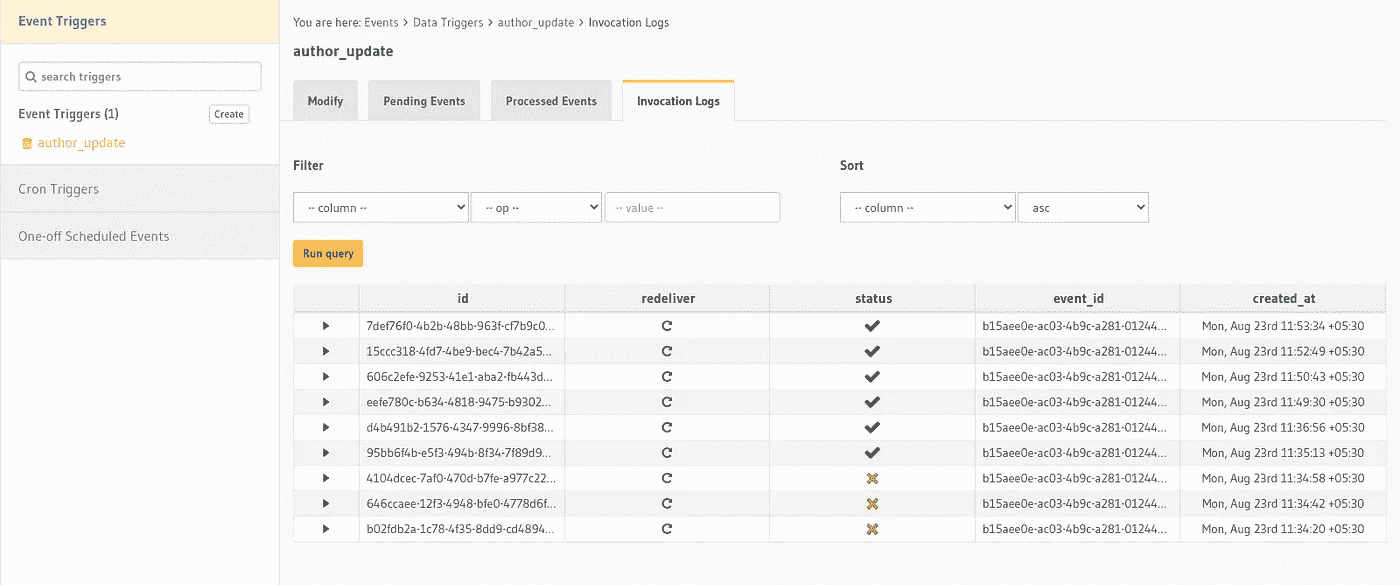 Event Triggers
search triggers
Event Triggers (1)
Create
author_update
Cron Triggers
One-off Scheduled Events
You are here: Events > Data Triggers > author_update > Invocation Logs
author_update
Modify
Pending Events
Processed Events
Invocation Logs
Filter
Sort
-- column --
-- op --
-- value --
-- column --
asc
Run query
id redeliver status event_id created_at
7def76f0-4b2b-48bb-963f-cf7b9c0... b15aee0e-ac03-4b9c-a281-01244... Mon, Aug 23rd 11:53:34 +05:30
15ccc318-4fd7-4be9-bec4-7b42a5... b15aee0e-ac03-4b9c-a281-01244... Mon, Aug 23rd 11:52:49 +05:30
606c2efe-9253-41e1-aba2-fb443d... b15aee0e-ac03-4b9c-a281-01244... Mon, Aug 23rd 11:50:43 +05:30
eefe780c-b634-4818-9475-b9302... b15aee0e-ac03-4b9c-a281-01244... Mon, Aug 23rd 11:49:30 +05:30
d4b491b2-1576-4347-9996-8bf38... b15aee0e-ac03-4b9c-a281-01244... Mon, Aug 23rd 11:36:56 +05:30
95bb6f4b-e5f3-494b-8f34-7f89d9... b15aee0e-ac03-4b9c-a281-01244... Mon, Aug 23rd 11:35:13 +05:30
4104dcec-7af0-470d-b7fe-a977c22... b15aee0e-ac03-4b9c-a281-01244... Mon, Aug 23rd 11:34:58 +05:30
646ccaee-12f3-4948-bfe0-4778d6f... b15aee0e-ac03-4b9c-a281-01244... Mon, Aug 23rd 11:34:42 +05:30
b02fdb2a-1c78-4f35-8dd9-cd4894... b15aee0e-ac03-4b9c-a281-01244... Mon, Aug 23rd 11:34:20 +05:30